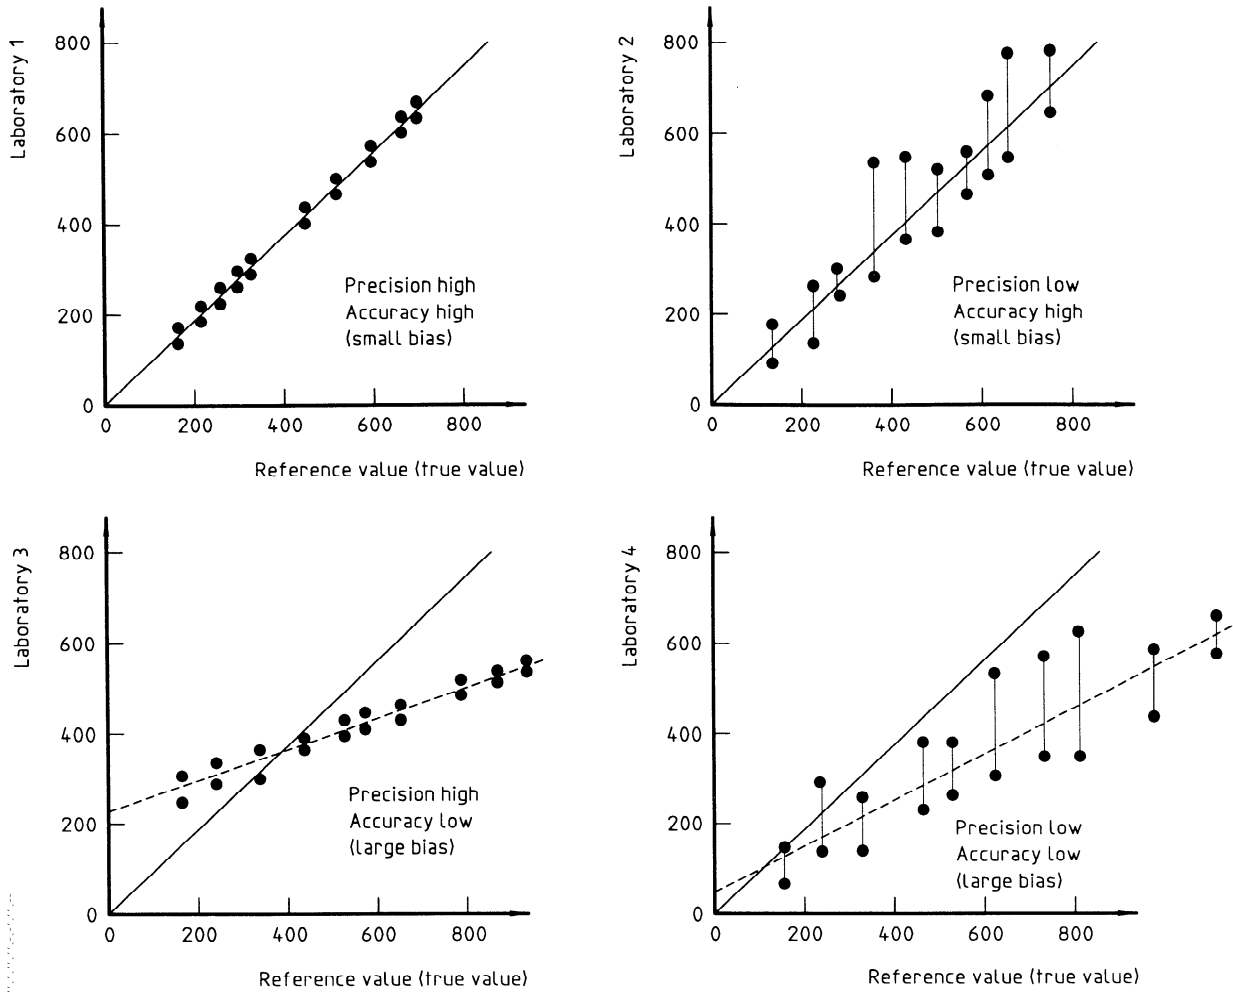 Laboratory 1
800
600
400
200
0
Precision high
Accuracy high
(small bias)
200 400 600 800
Reference value (true value)
Laboratory 2
800
600
400
200
0
Precision low
Accuracy high
(small bias)
0 200 400 600 800
Reference value (true value)
Laboratory 3
800
600
400
200
0
Precision high
Accuracy low
(large bias)
0 200 400 600 800
Reference value (true value)
Laboratory 4
800
600
400
200
0
Precision low
Accuracy low
(large bias)
0 200 400 600 800
Reference value (true value)